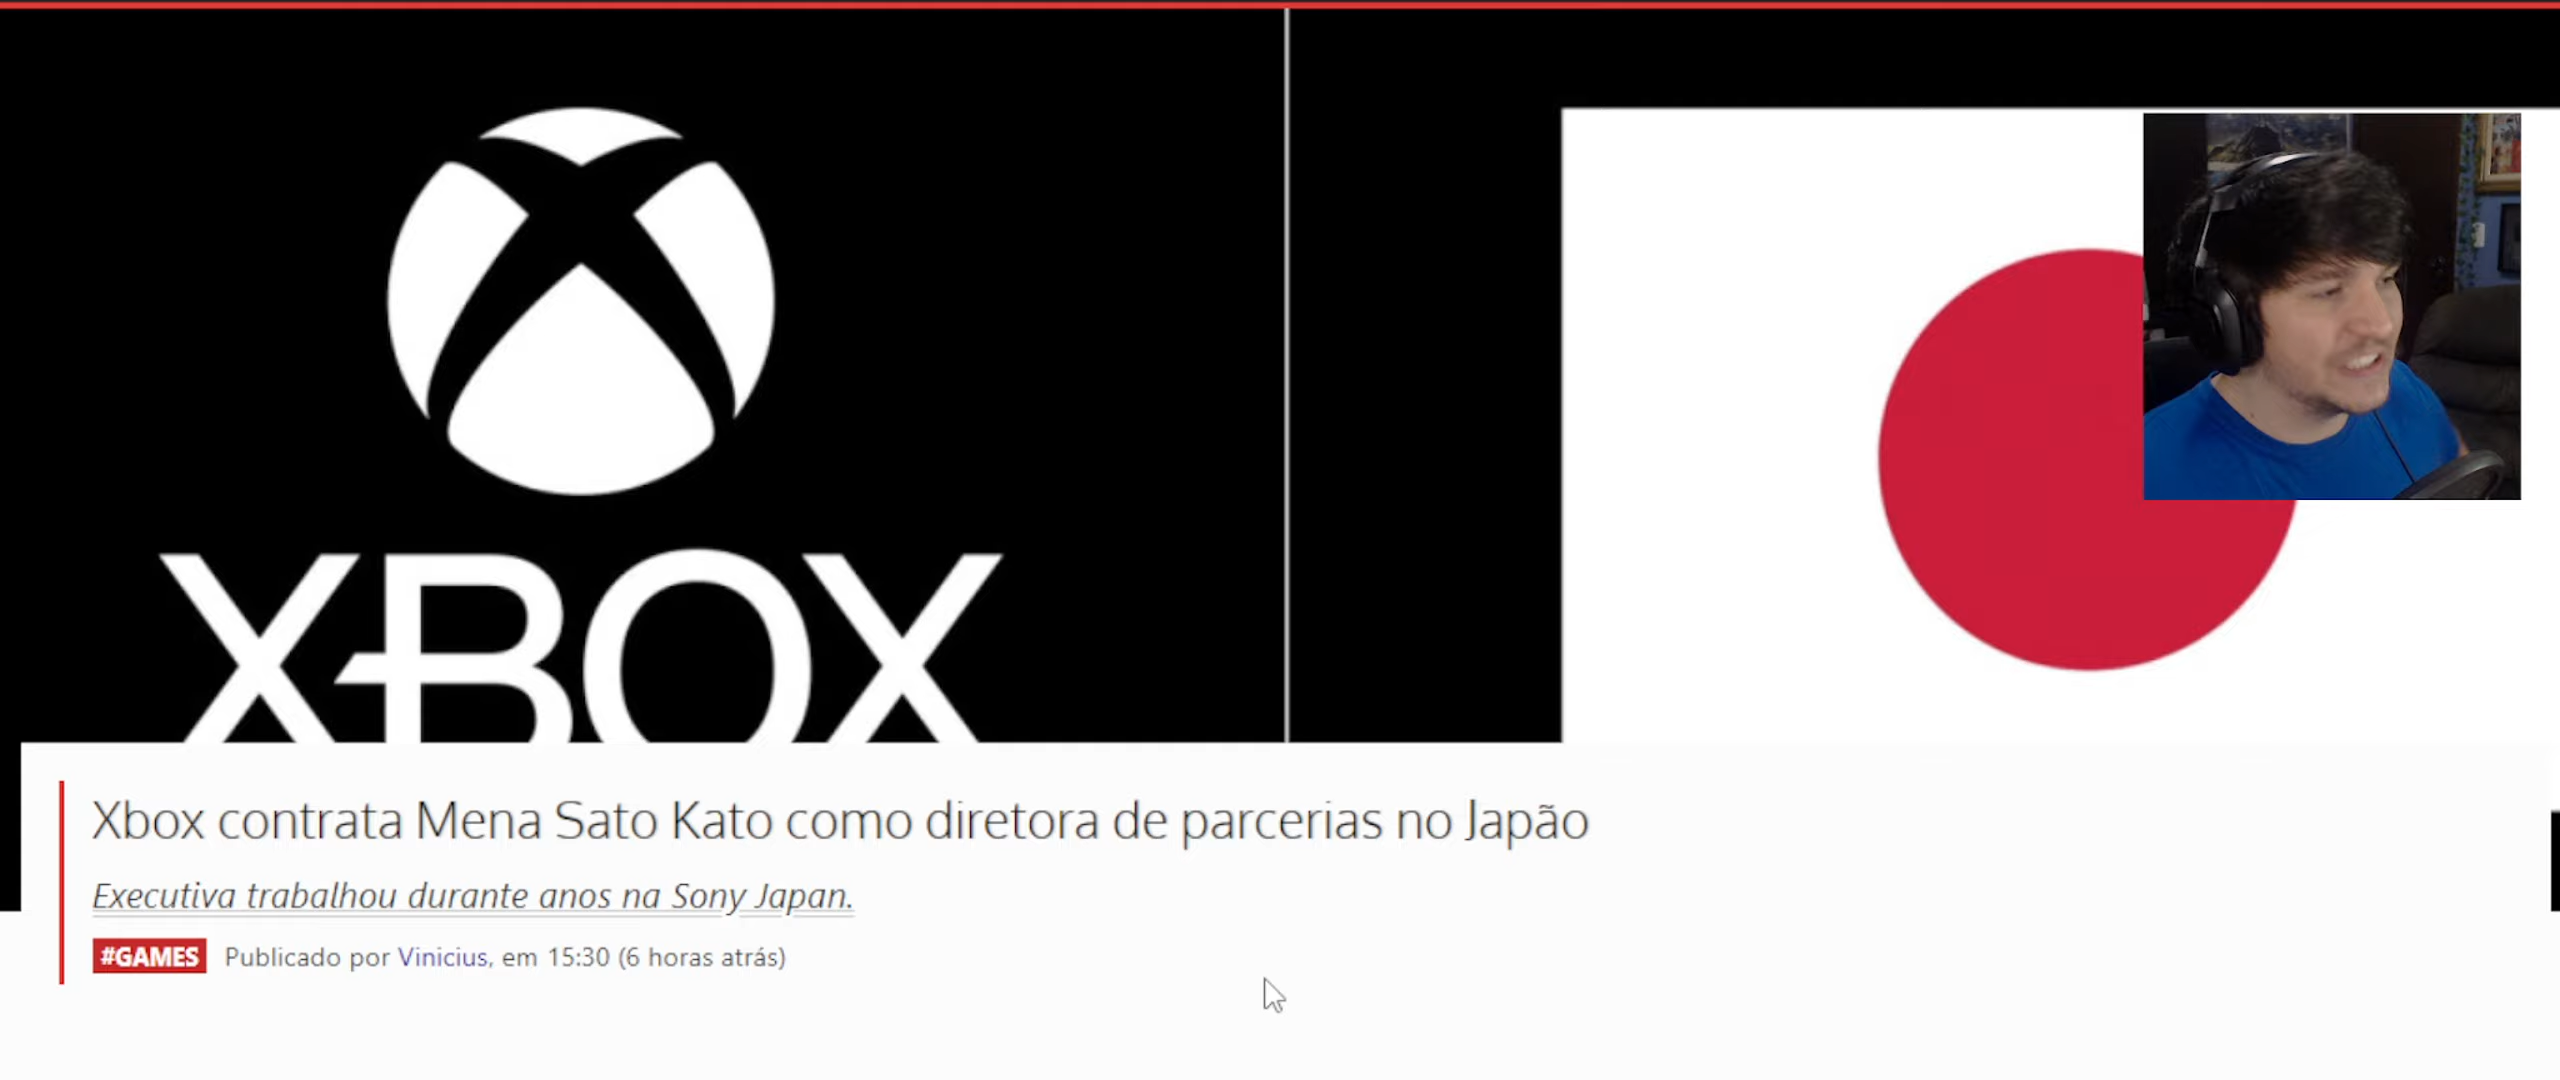 XBOX
Xbox contrata Mena Sato Kato como diretora de parcerias no Japão
Executiva trabalhou durante anos na Sony Japan.
#GAMES Publicado por Vinicius, em 15:30 (6 horas atrás)